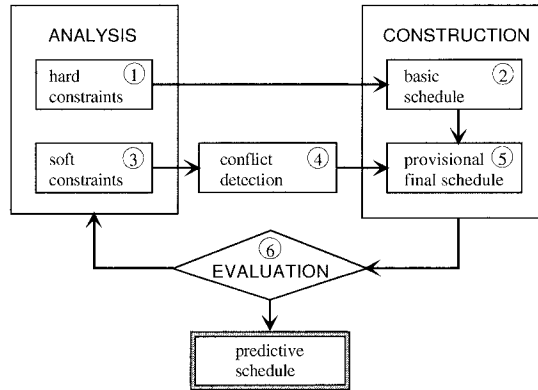 ANALYSIS
CONSTRUCTION
1
hard
constraints
2
basic
schedule
3
soft
constraints
4
conflict
detection
5
provisional
final schedule
6
EVALUATION
predictive
schedule